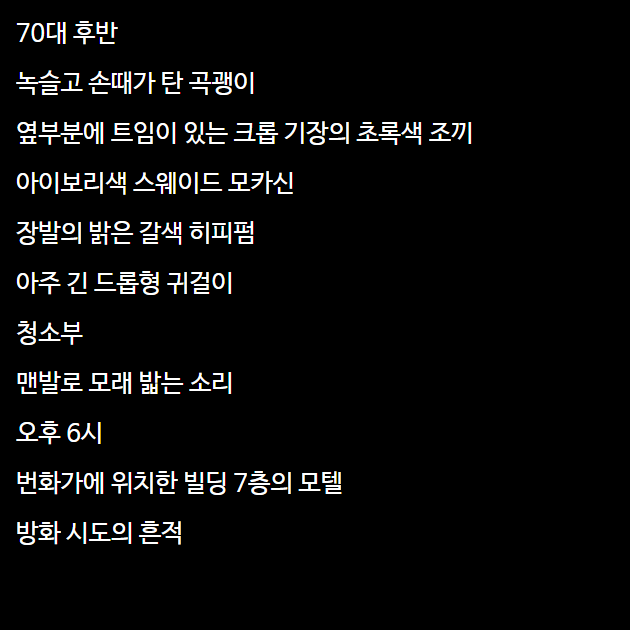 70대 후반
녹슬고 손때가 탄 곡괭이
옆부분에 트임이 있는 크롭 기장의 초록색 조끼
아이보리색 스웨이드 모카신
장발의 밝은 갈색 히피펌
아주 긴 드롭형 귀걸이
청소부
맨발로 모래 밟는 소리
오후 6시
번화가에 위치한 빌딩 7층의 모텔
방화 시도의 흔적